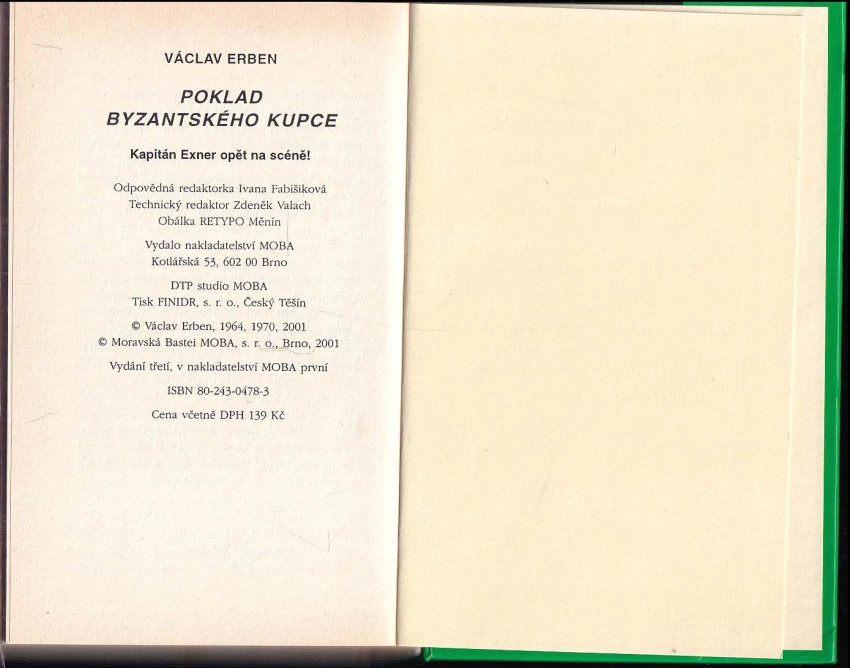 VÁCLAV ERBEN
POKLAD
BYZANTSKÉHO KUPCE
Kapitán Exner opět na scéně!
Odpovědná redaktorka Ivana Fabišiková
Technický redaktor Zdeněk Valach
Obálka RETYPO Měnín
Vydalo nakladatelství MOBA
Kotlářská 53, 602 00 Brno
DTP studio MOBA
Tisk FINIDR, s. r. o., Český Těšín
© Václav Erben, 1964, 1970, 2001
© Moravská Bastei MOBA, s. r. o., Brno, 2001
Vydání třetí, v nakladatelství MOBA první
ISBN 80-243-0478-3
Cena včetně DPH 139 Kč